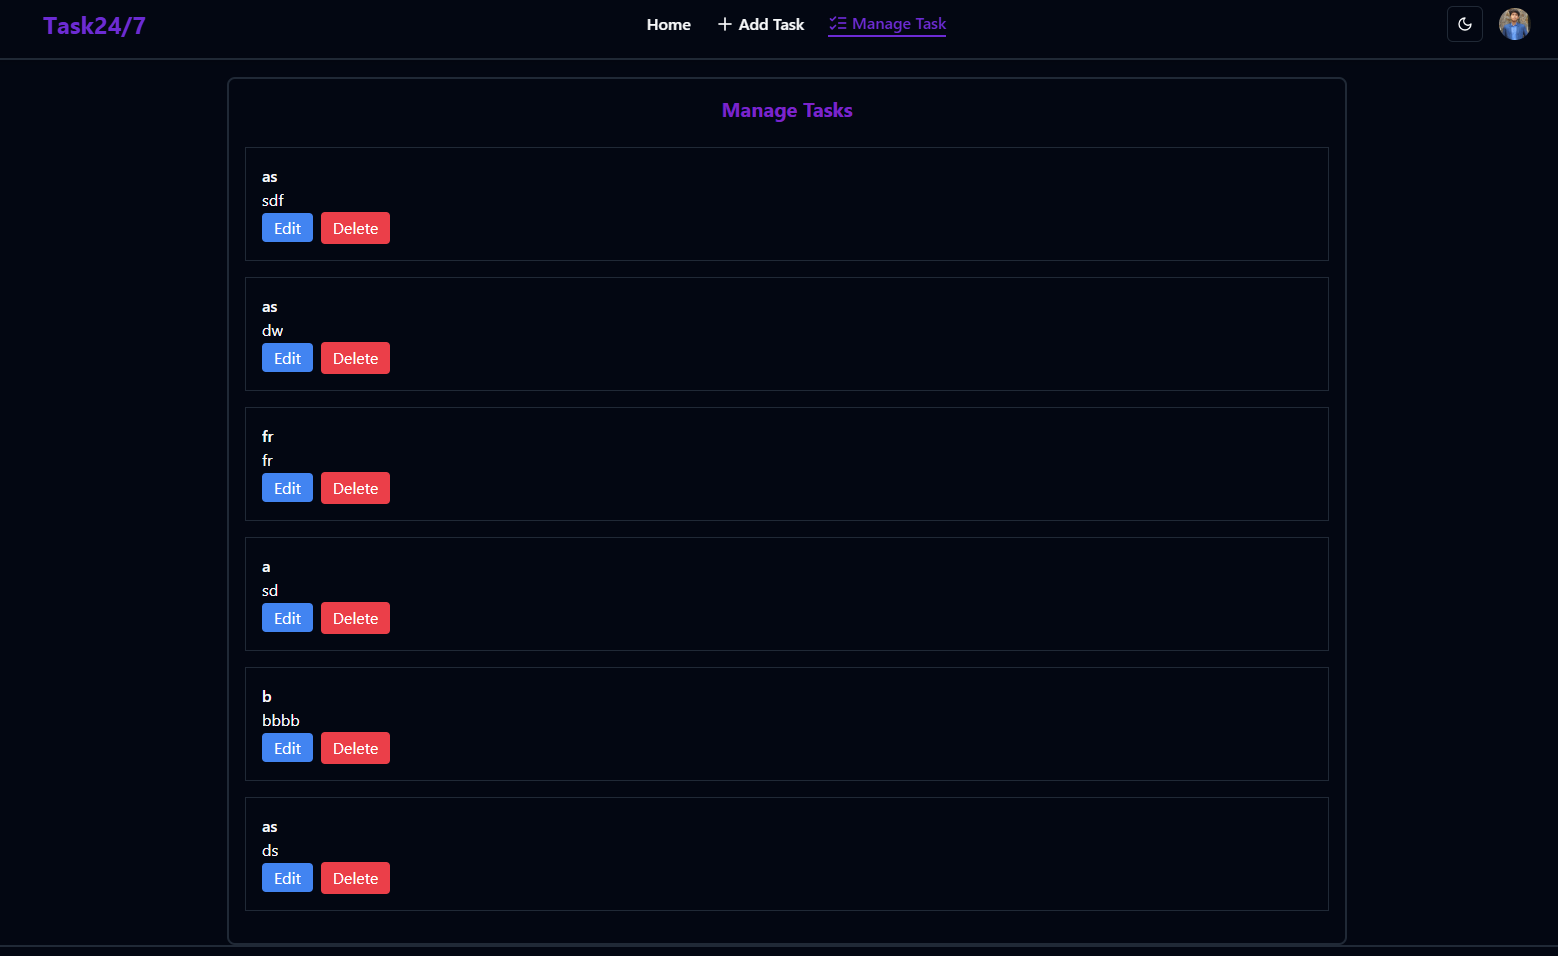 Task24/7
Home Add Task Manage Task
Manage Tasks
as
sdf
Edit Delete
as
dw
Edit Delete
fr
fr
Edit Delete
a
sd
Edit Delete
b
bbbb
Edit Delete
as
ds
Edit Delete